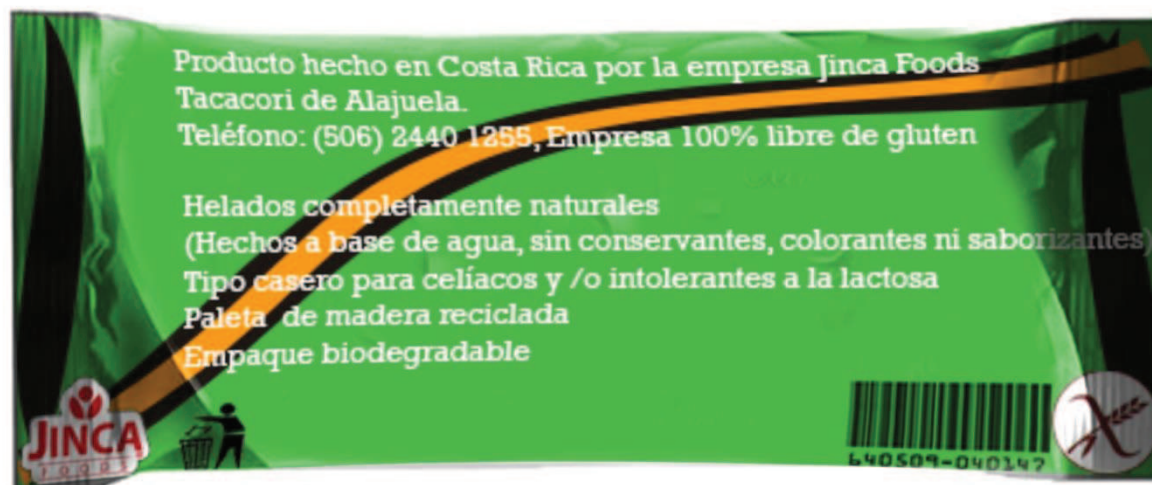 Producto hecho en Costa Rica por la empresa Jinca Foods
Tacacori de Alajuela.
Teléfono: (506) 2440 1255, Empresa 100% libre de gluten
Helados completamente naturales
(Hechos a base de agua, sin conservantes, colorantes ni saborizantes)
Tipo casero para celíacos y /o intolerantes a la lactosa
Paleta de madera reciclada
Empaque biodegradable
JINCA
FOODS
640509-040147